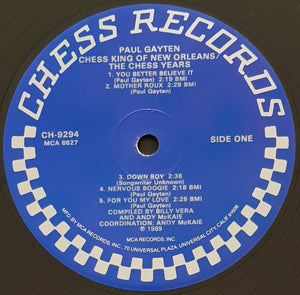 CHESS RECORDS
PAUL GAYTEN
CHESS KING OF NEW ORLEANS/
THE CHESS YEARS
1. YOU BETTER BELIEVE IT
(Paul Gayten) 2:19 BMI
2. MOTHER ROUX 2:29 BMI
(Paul Gayten)
CH-9294
MCA 8827
SIDE ONE
3. DOWN BOY 2:36
(Songwriter Unknown)
4. NERVOUS BOOGIE 2:18 BMI
(Paul Gayten)
5. FOR YOU MY LOVE 2:25 BMI
(Paul Gayten)
COMPILED BY BILLY VERA
AND ANDY McKAIE
COORDINATION: ANDY McKAIE
℗ 1989
MCA RECORDS, INC.
MFG. BY MCA RECORDS, INC., 70 UNIVERSAL PLAZA, UNIVERSAL CITY, CALIF. 91608